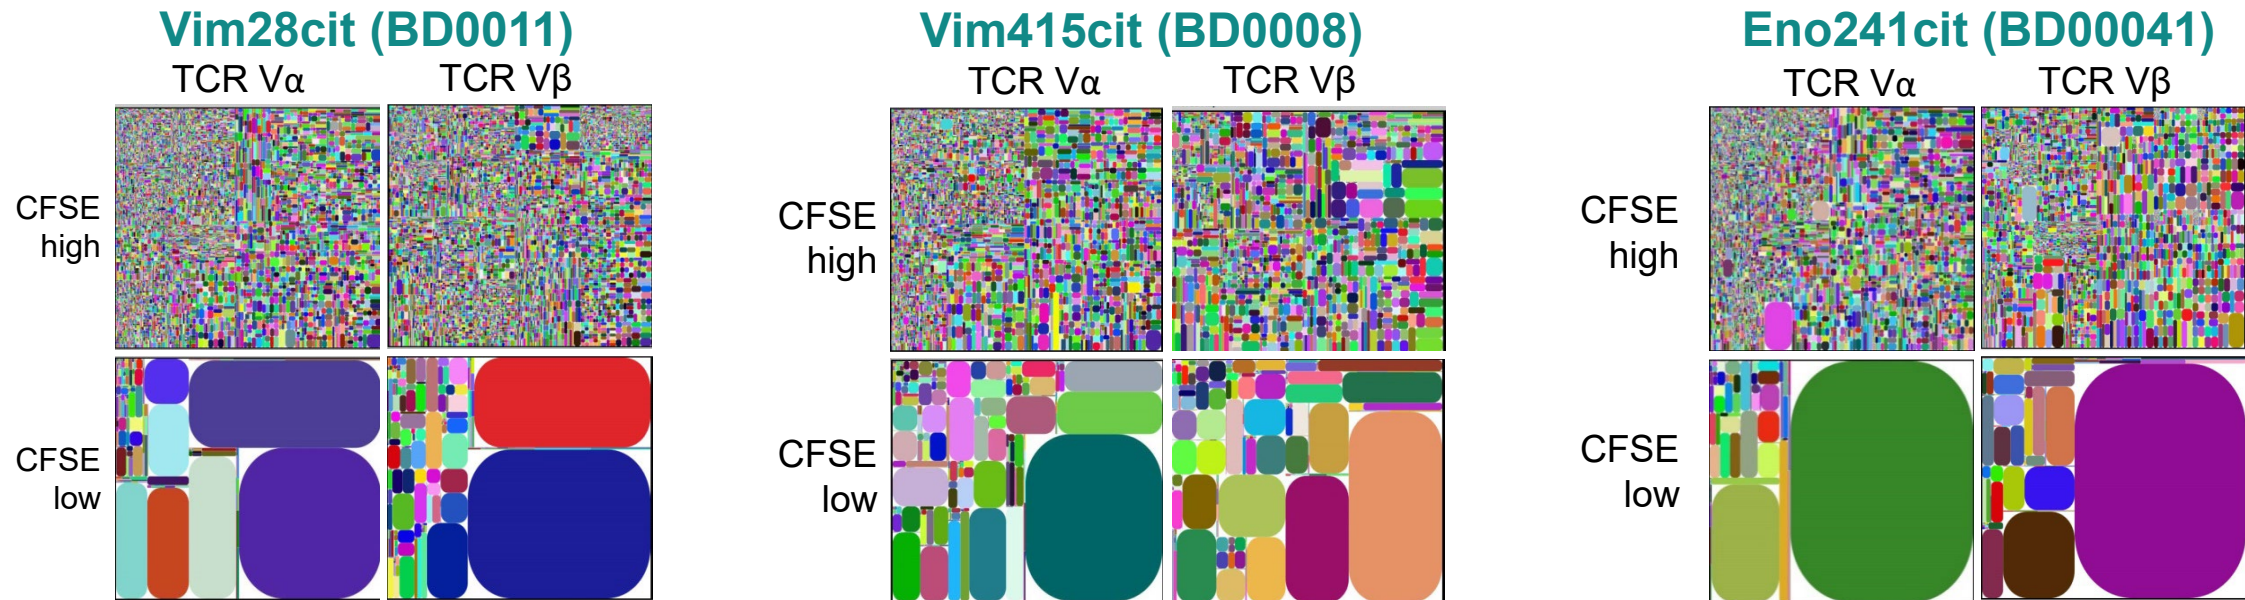 Vim28cit (BD0011)
TCR Vα
TCR Vβ
CFSE
high
CFSE
low
Vim415cit (BD0008)
TCR Vα
TCR Vβ
CFSE
high
CFSE
low
Eno241cit (BD00041)
TCR Vα
TCR Vβ
CFSE
high
CFSE
low